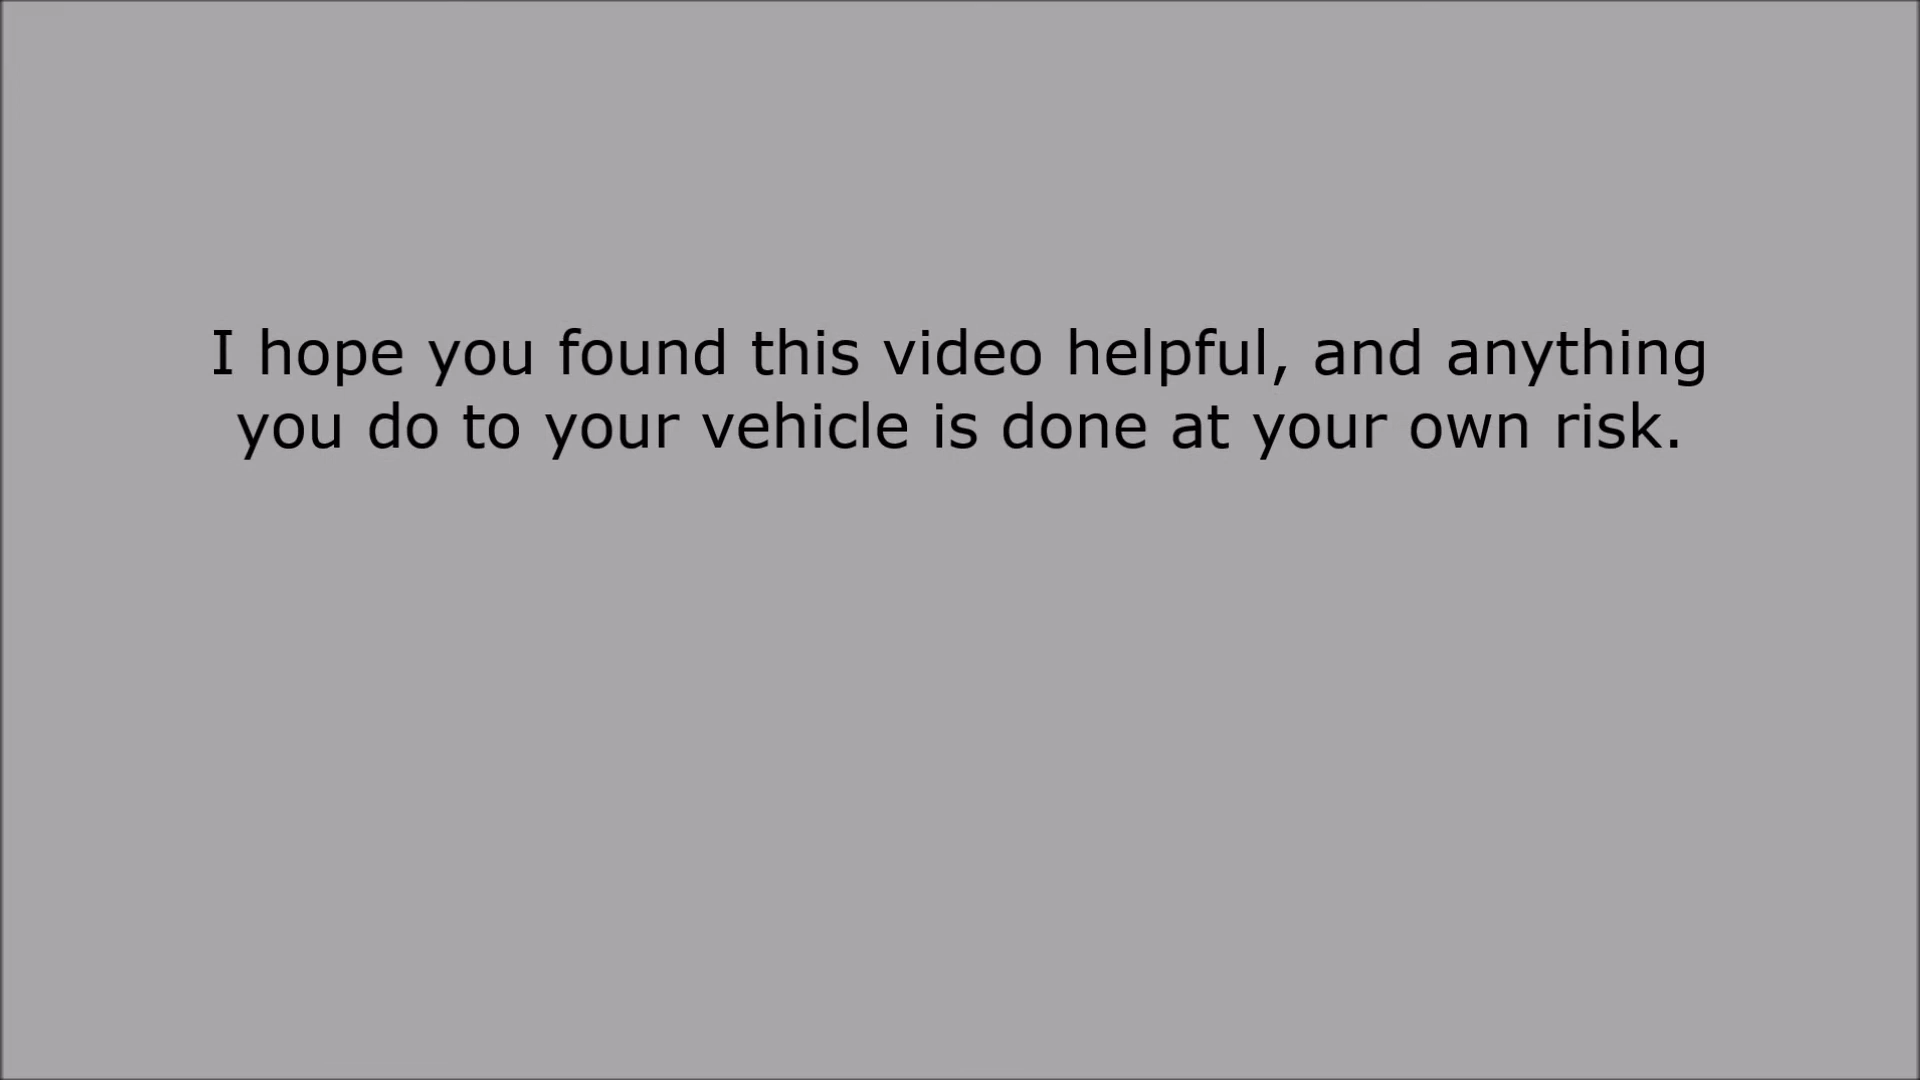 I hope you found this video helpful, and anything
you do to your vehicle is done at your own risk.